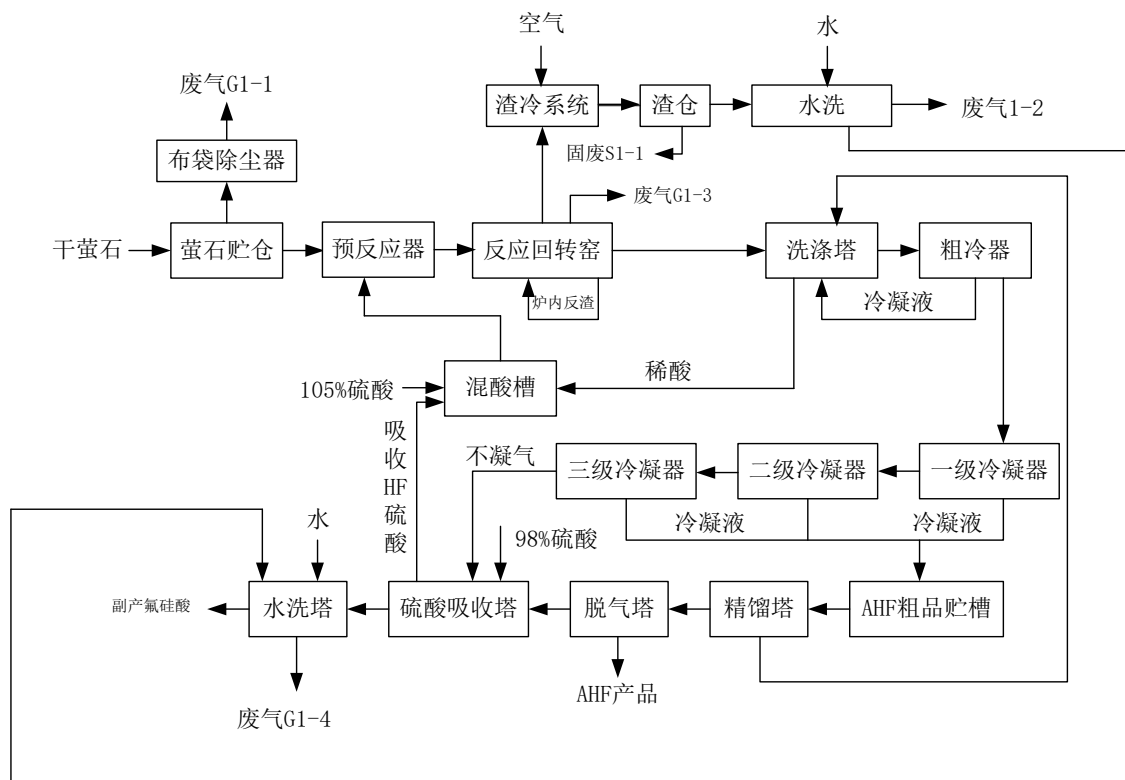 空气
水
废气G1-1
渣冷系统
渣仓
水洗
废气1-2
布袋除尘器
固废S1-1
废气G1-3
干萤石
萤石贮仓
预反应器
反应回转窑
洗涤塔
粗冷器
炉内反渣
冷凝液
105%硫酸
混酸槽
稀酸
吸收HF硫酸
不凝气
三级冷凝器
二级冷凝器
一级冷凝器
冷凝液
冷凝液
水
98%硫酸
副产氟硅酸
水洗塔
硫酸吸收塔
脱气塔
精馏塔
AHF粗品贮槽
废气G1-4
AHF产品